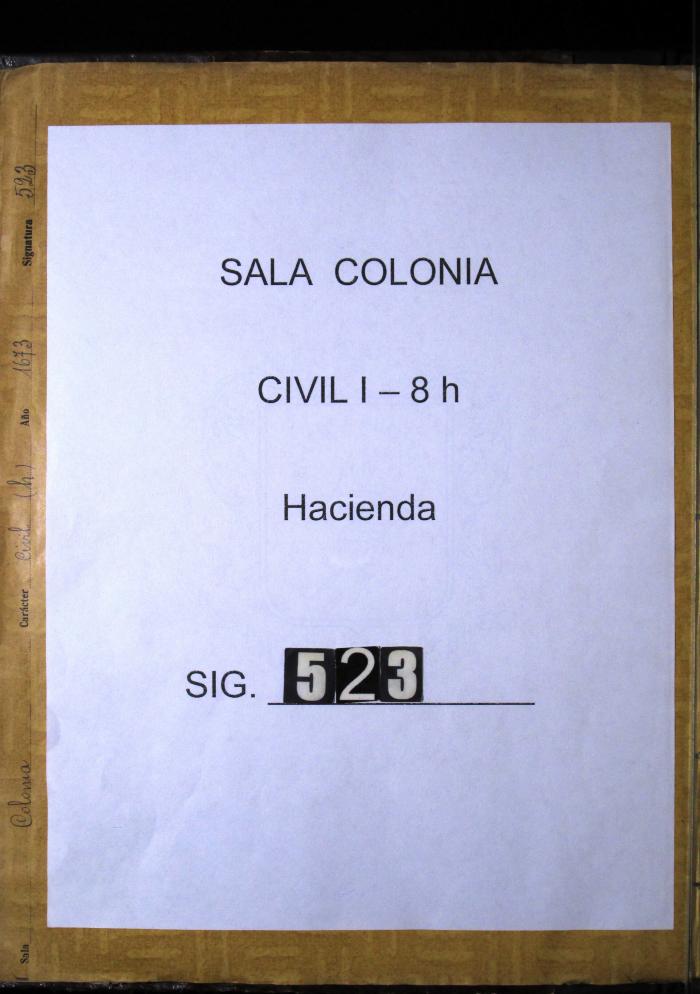 SALA COLONIA
CIVIL I – 8 h
Hacienda
SIG. 523
Sala Colonia Carácter Civil (h) Año 1673 Signatura 523